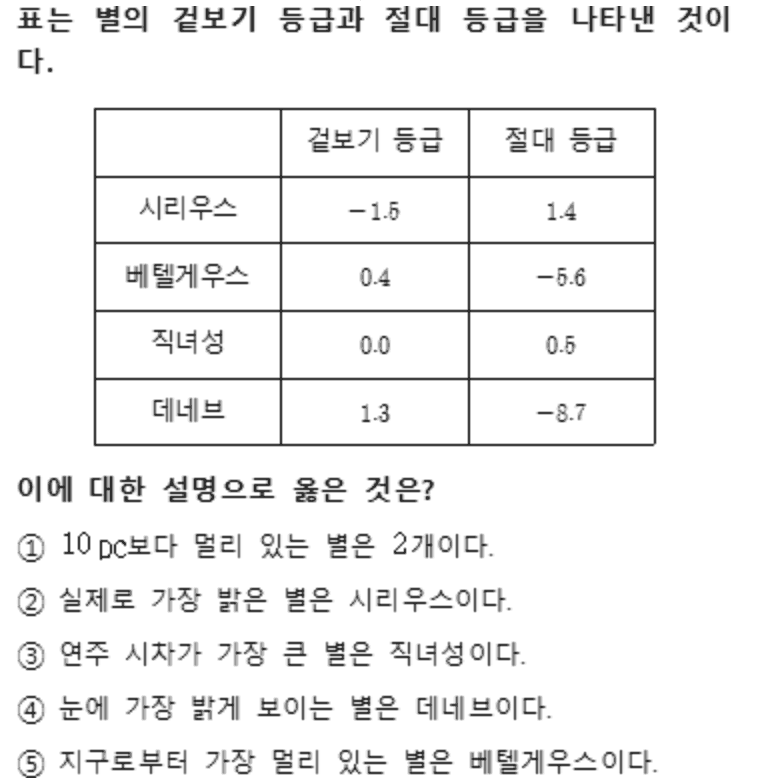 표는 별의 겉보기 등급과 절대 등급을 나타낸 것이
다.
겉보기 등급 절대 등급
시리우스 −1.5 1.4
베텔게우스 0.4 −5.6
직녀성 0.0 0.5
데네브 1.3 −8.7
이에 대한 설명으로 옳은 것은?
① 10 pc보다 멀리 있는 별은 2개이다.
② 실제로 가장 밝은 별은 시리우스이다.
③ 연주 시차가 가장 큰 별은 직녀성이다.
④ 눈에 가장 밝게 보이는 별은 데네브이다.
⑤ 지구로부터 가장 멀리 있는 별은 베텔게우스이다.